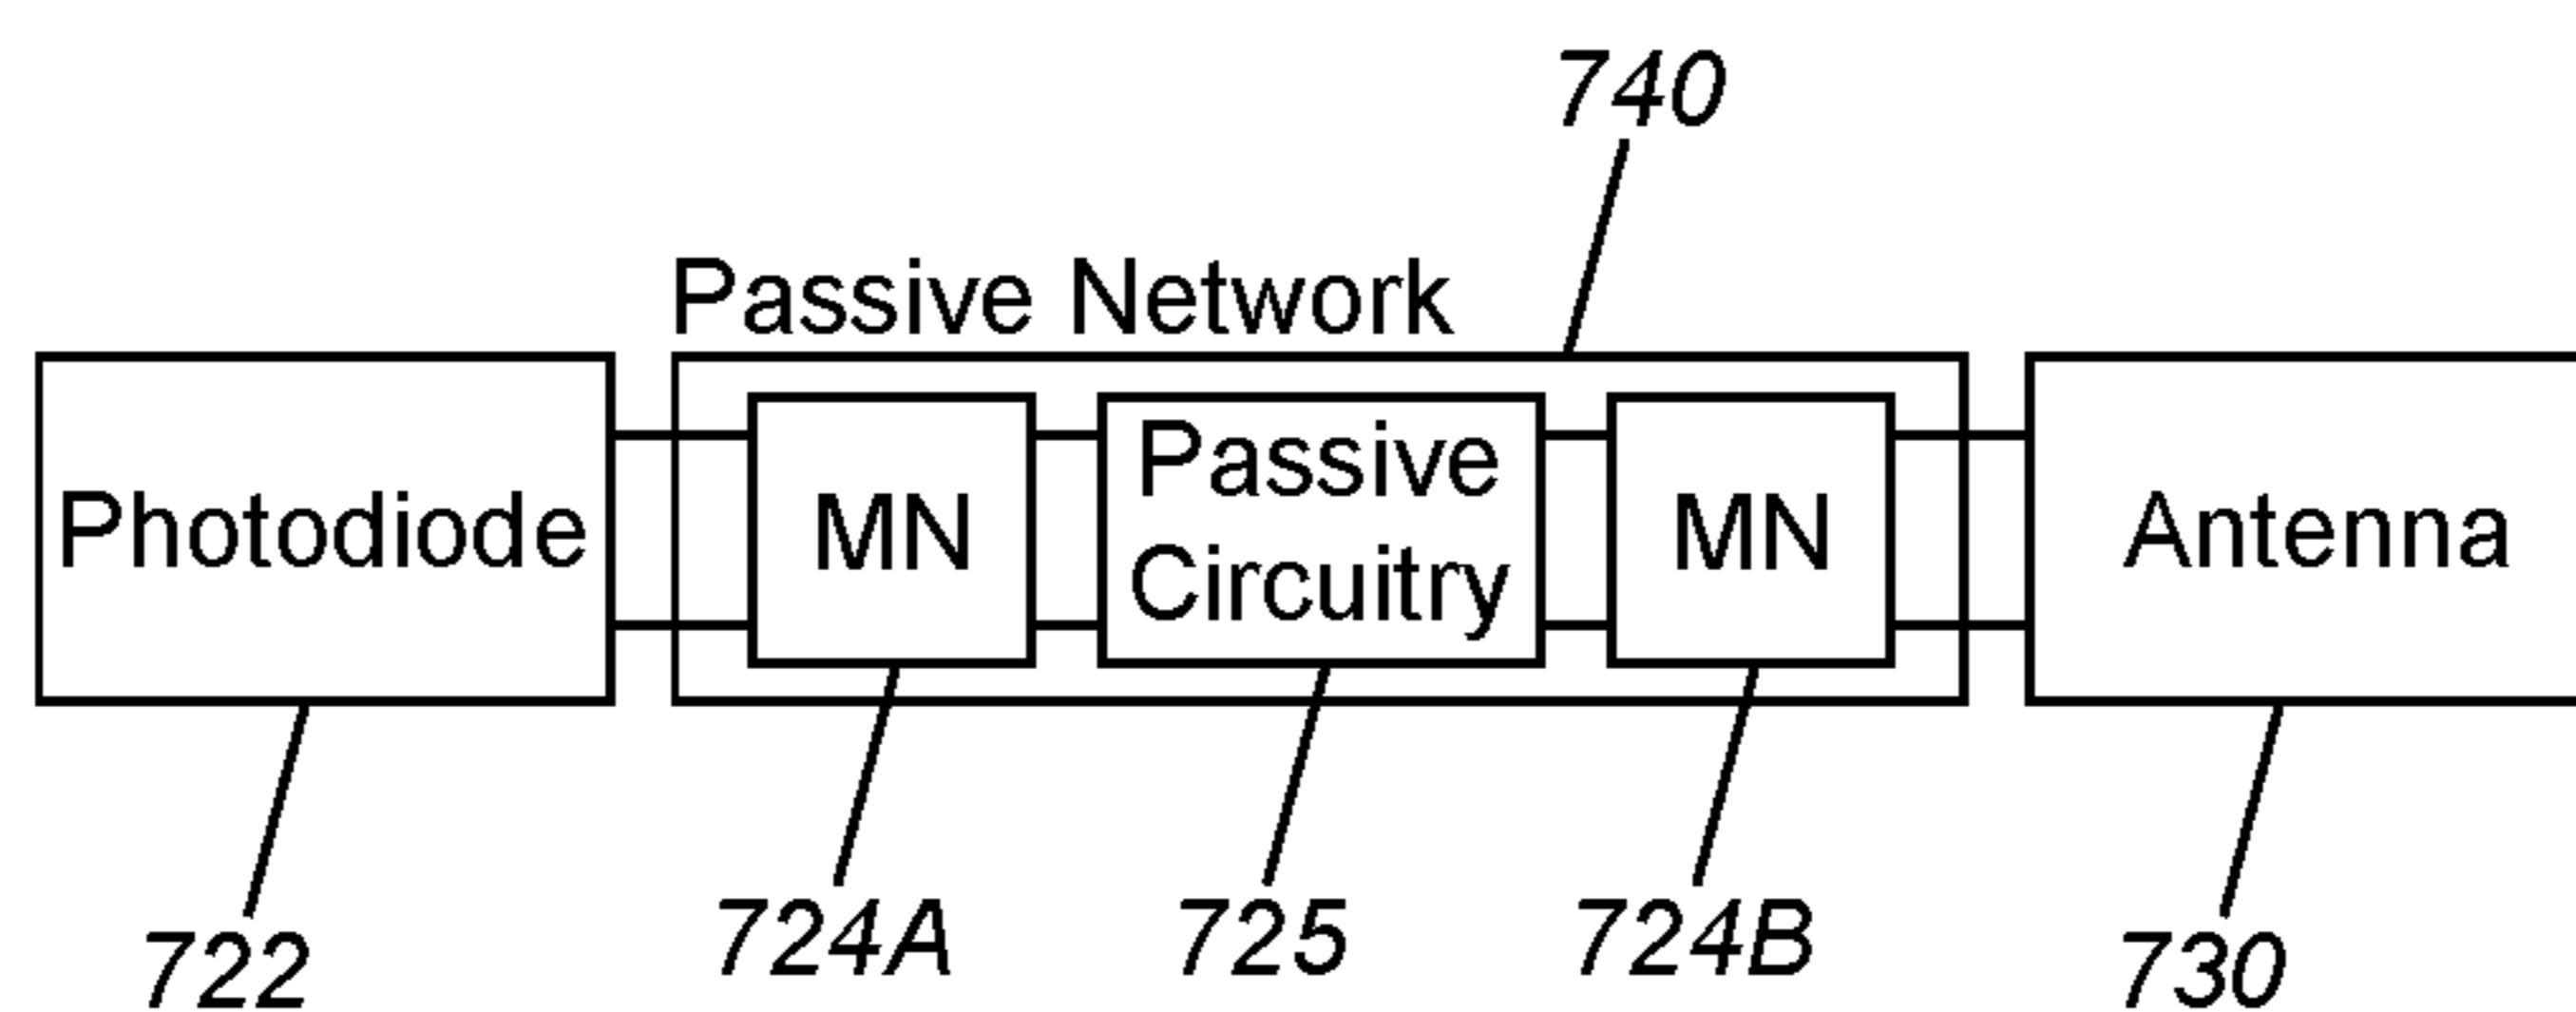 740
Passive Network
Photodiode
MN
Passive
Circuitry
MN
Antenna
722
724A
725
724B
730